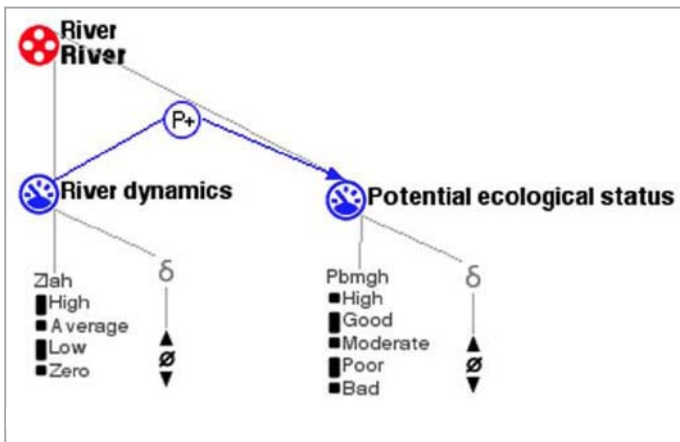 River
River
P+
River dynamics
Potential ecological status
Zlah
δ
High
Average
Low
Zero
Ø
Pbmgh
δ
High
Good
Moderate
Poor
Bad
Ø